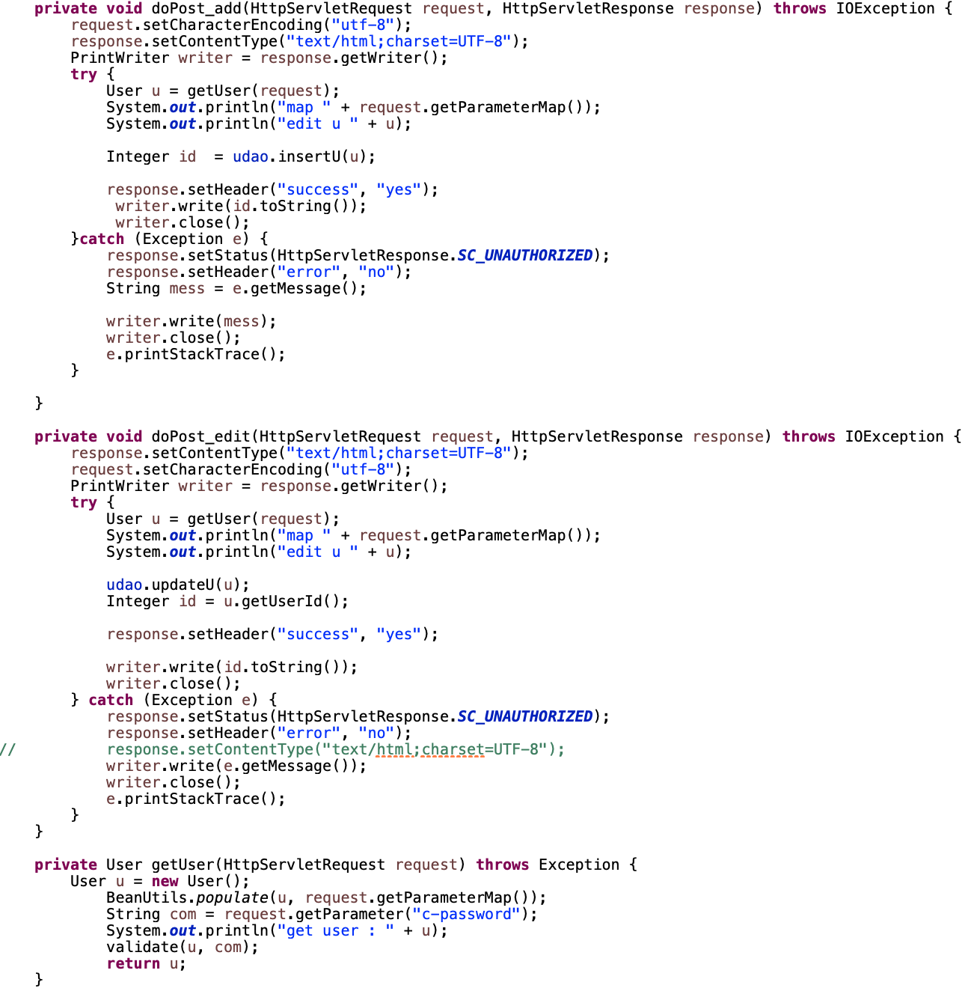 private void doPost_add(HttpServletRequest request, HttpServletResponse response) throws IOException {
request.setCharacterEncoding("utf-8");
response.setContentType("text/html;charset=UTF-8");
PrintWriter writer = response.getWriter();
try {
User u = getUser(request);
System.out.println("map " + request.getParameterMap());
System.out.println("edit u " + u);
Integer id  = udao.insertU(u);
response.setHeader("success", "yes");
writer.write(id.toString());
writer.close();
}catch (Exception e) {
response.setStatus(HttpServletResponse.SC_UNAUTHORIZED);
response.setHeader("error", "no");
String mess = e.getMessage();
writer.write(mess);
writer.close();
e.printStackTrace();
}
}
private void doPost_edit(HttpServletRequest request, HttpServletResponse response) throws IOException {
response.setContentType("text/html;charset=UTF-8");
request.setCharacterEncoding("utf-8");
PrintWriter writer = response.getWriter();
try {
User u = getUser(request);
System.out.println("map " + request.getParameterMap());
System.out.println("edit u " + u);
udao.updateU(u);
Integer id = u.getUserId();
response.setHeader("success", "yes");
writer.write(id.toString());
writer.close();
} catch (Exception e) {
response.setStatus(HttpServletResponse.SC_UNAUTHORIZED);
response.setHeader("error", "no");
// response.setContentType("text/html;charset=UTF-8");
writer.write(e.getMessage());
writer.close();
e.printStackTrace();
}
}
private User getUser(HttpServletRequest request) throws Exception {
User u = new User();
BeanUtils.populate(u, request.getParameterMap());
String com = request.getParameter("c-password");
System.out.println("get user : " + u);
validate(u, com);
return u;
}